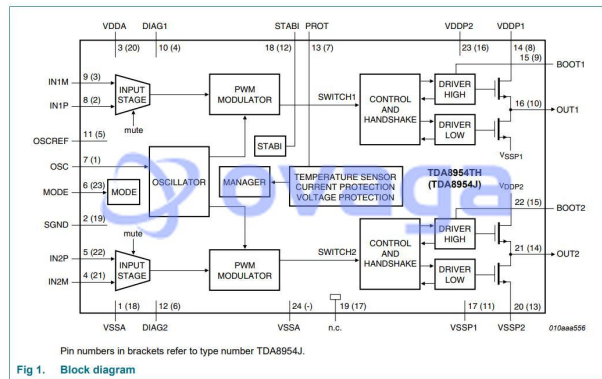 VDDA DIAG1 STABI PROT VDDP2 VDDP1
3 (20) 10 (4) 18 (12) 13 (7) 23 (16) 14 (8)
15 (9) BOOT1
IN1M 9 (3)
IN1P 8 (2)
INPUT STAGE
mute
PWM MODULATOR
SWITCH1
CONTROL AND HANDSHAKE
DRIVER HIGH
DRIVER LOW
16 (10) OUT1
VSSP1
OSCREF 11 (5)
OSC 7 (1)
MODE 6 (23)
MODE
SGND 2 (19)
OSCILLATOR
STABI
MANAGER
TEMPERATURE SENSOR
CURRENT PROTECTION
VOLTAGE PROTECTION
TDA8954TH
(TDA8954J)
ovaga
VDDP2
22 (15) BOOT2
mute
IN2P 5 (22)
IN2M 4 (21)
INPUT STAGE
PWM MODULATOR
SWITCH2
CONTROL AND HANDSHAKE
DRIVER HIGH
DRIVER LOW
21 (14) OUT2
1 (18) 12 (6) 24 (-) 19 (17) 17 (11) 20 (13)
VSSA DIAG2 VSSA n.c. VSSP1 VSSP2 010aaa556
Pin numbers in brackets refer to type number TDA8954J.
Fig 1. Block diagram